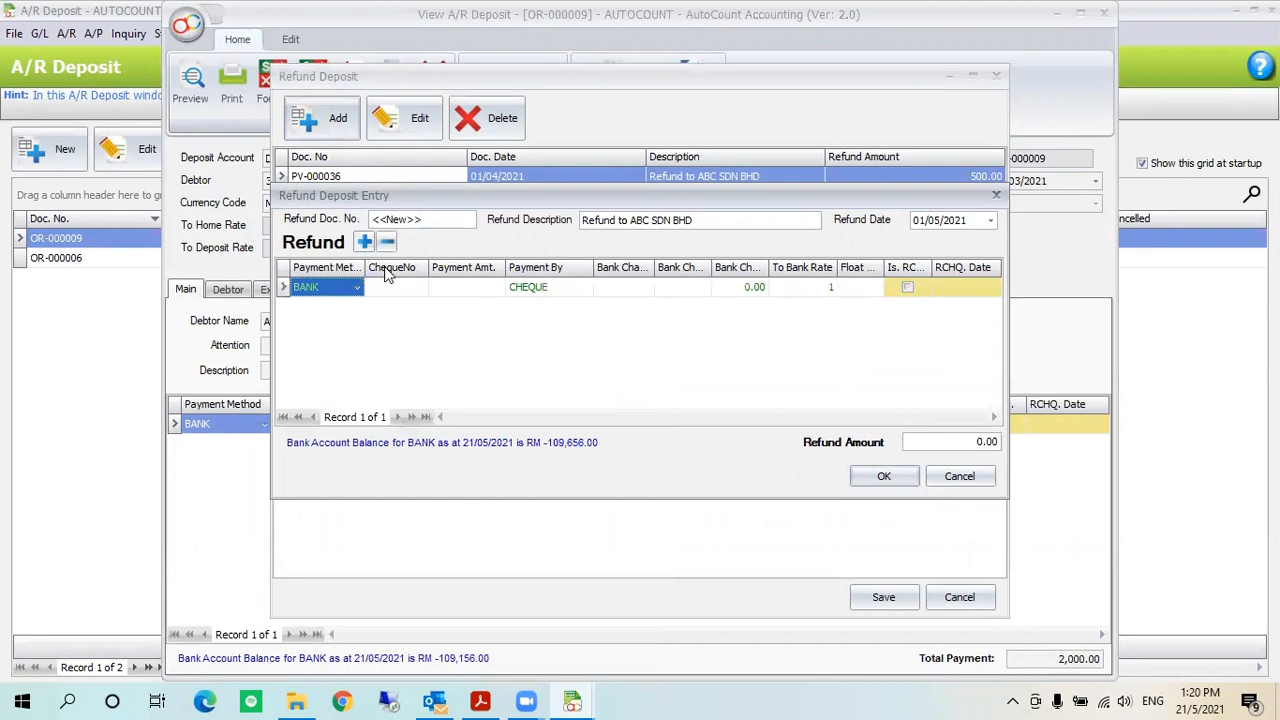 A/R Deposit - AUTOCOUNT
View A/R Deposit - [OR-000009] - AUTOCOUNT - AutoCount Accounting (Ver: 2.0)
File G/L A/R A/P Inquiry
Home Edit
A/R Deposit
Preview Print
Hint: In this A/R Deposit windo
Refund Deposit
Add Edit Delete
New Edit
Doc. No Doc. Date Description Refund Amount
PV-000036 01/04/2021 Refund to ABC SDN BHD 500.00
Deposit Account
Debtor
Currency Code
To Home Rate
To Deposit Rate
-000009
03/2021
Show this grid at startup
Drag a column header here to g
Doc. No.
OR-000009
OR-000006
ncelled
Refund Deposit Entry
Refund Doc. No. <<New>> Refund Description Refund to ABC SDN BHD Refund Date 01/05/2021
Refund
Payment Met... ChequeNo Payment Amt. Payment By Bank Cha... Bank Ch... Bank Ch... To Bank Rate Float ... Is. RC... RCHQ. Date
BANK CHEQUE 0.00 1
Record 1 of 1
Bank Account Balance for BANK as at 21/05/2021 is RM -109,656.00
Refund Amount 0.00
OK Cancel
Main Debtor
Debtor Name A
Attention
Description
Payment Method RCHQ. Date
BANK
Save Cancel
Record 1 of 1
Bank Account Balance for BANK as at 21/05/2021 is RM -109,156.00
Total Payment: 2,000.00
Record 1 of 2
ENG
1:20 PM
21/5/2021